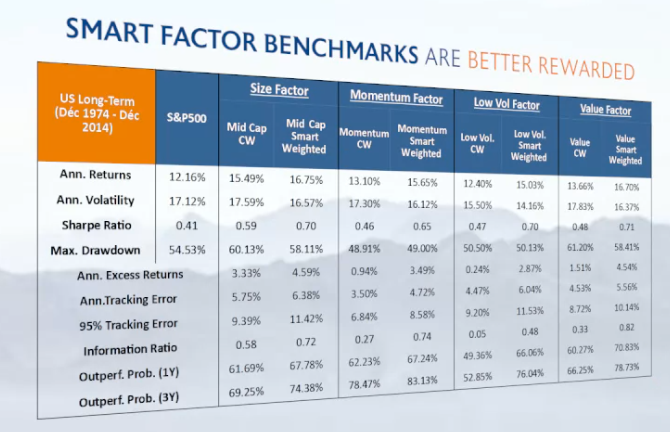 SMART FACTOR BENCHMARKS ARE BETTER REWARDED
US Long-Term (Déc 1974 - Déc 2014) S&P500 Size Factor Momentum Factor Low Vol Factor Value Factor
Mid Cap CW Mid Cap Smart Weighted Momentum CW Momentum Smart Weighted Low Vol. CW Low Vol. Smart Weighted Value CW Value Smart Weighted
Ann. Returns 12.16% 15.49% 16.75% 13.10% 15.65% 12.40% 15.03% 13.66% 16.70%
Ann. Volatility 17.12% 17.59% 16.57% 17.30% 16.12% 15.50% 14.16% 17.83% 16.37%
Sharpe Ratio 0.41 0.59 0.70 0.46 0.65 0.47 0.70 0.48 0.71
Max. Drawdown 54.53% 60.13% 58.11% 48.91% 49.00% 50.50% 50.13% 61.20% 58.41%
Ann. Excess Returns 3.33% 4.59% 0.94% 3.49% 0.24% 2.87% 1.51% 4.54%
Ann.Tracking Error 5.75% 6.38% 3.50% 4.72% 4.47% 6.04% 4.53% 5.56%
95% Tracking Error 9.39% 11.42% 6.84% 8.58% 9.20% 11.53% 8.72% 10.14%
Information Ratio 0.58 0.72 0.27 0.74 0.05 0.48 0.33 0.82
Outperf. Prob. (1Y) 61.69% 67.78% 62.23% 67.24% 49.36% 66.06% 60.27% 70.83%
Outperf. Prob. (3Y) 69.25% 74.38% 78.47% 83.13% 52.85% 76.04% 66.25% 78.73%